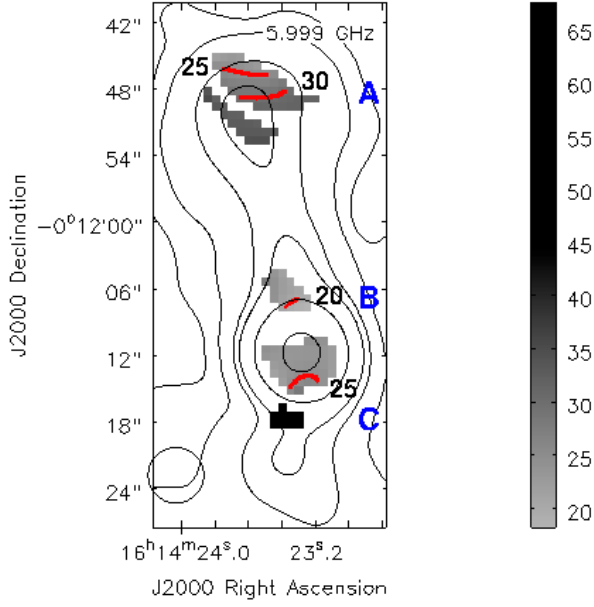 5.999 GHz
42"
48"
54"
−0°12'00"
06"
12"
18"
24"
25
30
A
20
B
25
C
16ʰ14ᵐ24ˢ.0
23ˢ.2
J2000 Right Ascension
J2000 Declination
65
60
55
50
45
40
35
30
25
20